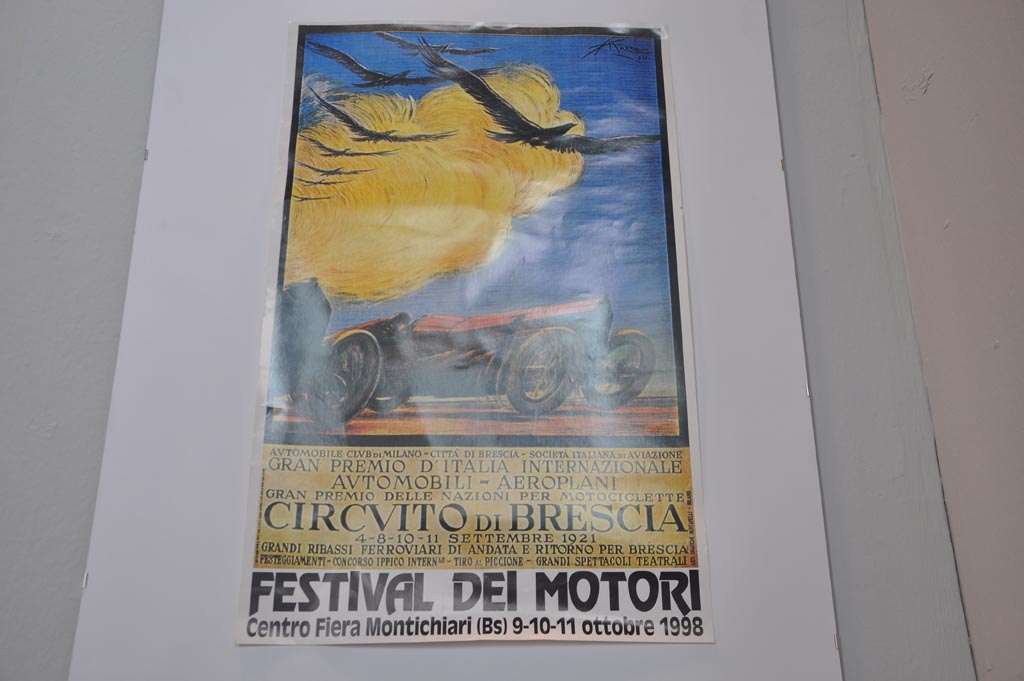 AVTOMOBILE CLVB DI MILANO - CITTÀ DI BRESCIA - SOCIETÀ ITALIANA DI AVIAZIONE
GRAN PREMIO D'ITALIA INTERNAZIONALE
AVTOMOBILI - AEROPLANI
GRAN PREMIO DELLE NAZIONI PER MOTOCICLETTE
CIRCVITO DI BRESCIA
4-8-10-11 SETTEMBRE 1921
GRANDI RIBASSI FERROVIARI DI ANDATA E RITORNO PER BRESCIA
FESTEGGIAMENTI - CONCORSO IPPICO INTERN.LE - TIRO AL PICCIONE - GRANDI SPETTACOLI TEATRALI
FESTIVAL DEI MOTORI
Centro Fiera Montichiari (Bs) 9-10-11 ottobre 1998